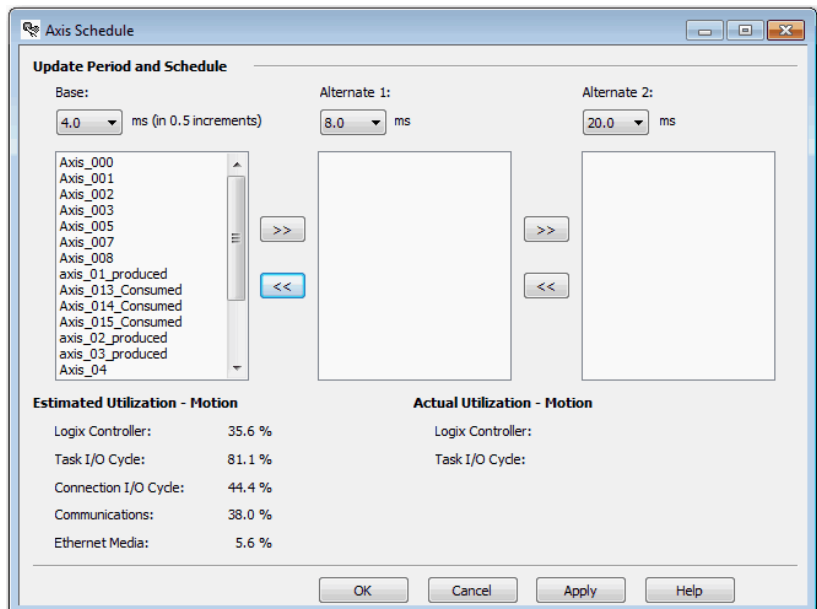 Axis Schedule
Update Period and Schedule
Base:
Alternate 1:
Alternate 2:
4.0 ms (in 0.5 increments)
8.0 ms
20.0 ms
Axis_000
Axis_001
Axis_002
Axis_003
Axis_005
Axis_007
Axis_008
axis_01_produced
Axis_013_Consumed
Axis_014_Consumed
Axis_015_Consumed
axis_02_produced
axis_03_produced
Axis_04
>>
<<
>>
<<
Estimated Utilization - Motion
Logix Controller: 35.6 %
Task I/O Cycle: 81.1 %
Connection I/O Cycle: 44.4 %
Communications: 38.0 %
Ethernet Media: 5.6 %
Actual Utilization - Motion
Logix Controller:
Task I/O Cycle:
OK
Cancel
Apply
Help